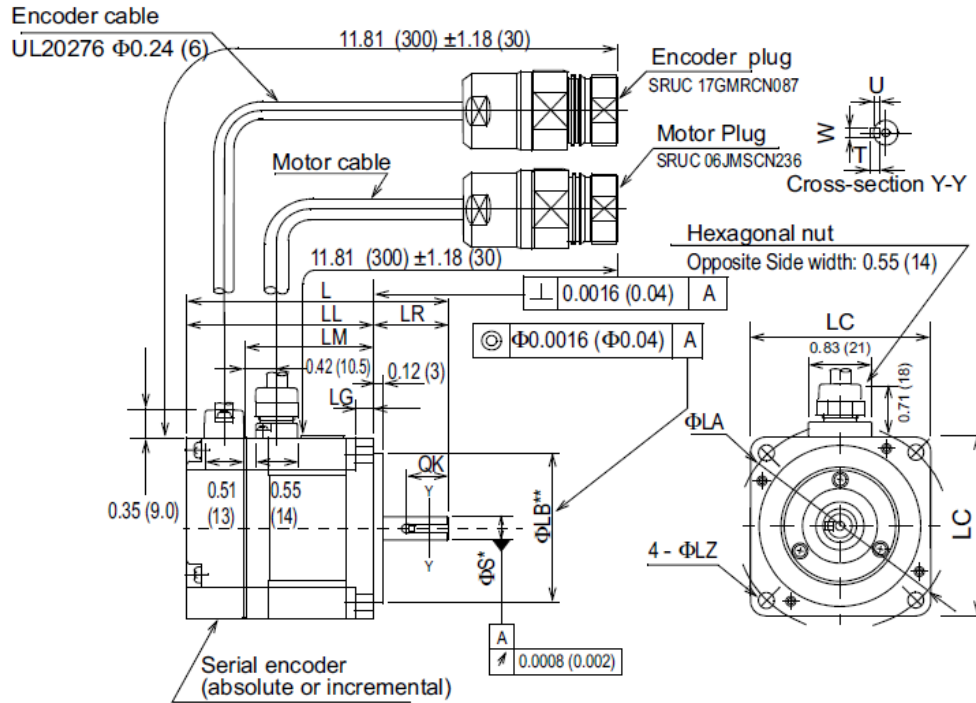 Encoder cable
UL20276 Φ0.24 (6)
11.81 (300) ±1.18 (30)
Encoder plug
SRUC 17GMRCN087
U
W
T
Cross-section Y-Y
Motor cable
Motor Plug
SRUC 06JMSCN236
11.81 (300) ±1.18 (30)
Hexagonal nut
Opposite Side width: 0.55 (14)
L
⊥ 0.0016 (0.04) A
LL
LR
◎ Φ0.0016 (Φ0.04) A
LM
0.42 (10.5)
0.12 (3)
LG
LC
0.83 (21)
0.71 (18)
ΦLA
QK
Y
Y
0.35 (9.0)
0.51
(13)
0.55
(14)
ΦS*
ΦLB**
LC
4 - ΦLZ
A
0.0008 (0.002)
Serial encoder
(absolute or incremental)